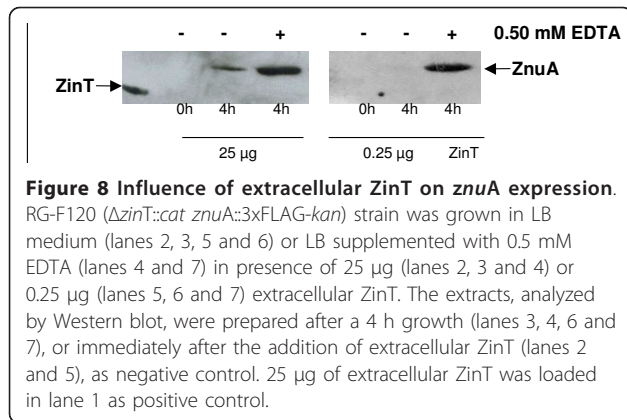 - - + - - + 0.50 mM EDTA
ZnuA
ZinT
0h 4h 4h 0h 4h 4h
25 µg 0.25 µg ZinT
Figure 8 Influence of extracellular ZinT on znuA expression.
RG-F120 (ΔzinT::cat znuA::3xFLAG-kan) strain was grown in LB
medium (lanes 2, 3, 5 and 6) or LB supplemented with 0.5 mM
EDTA (lanes 4 and 7) in presence of 25 µg (lanes 2, 3 and 4) or
0.25 µg (lanes 5, 6 and 7) extracellular ZinT. The extracts, analyzed
by Western blot, were prepared after a 4 h growth (lanes 3, 4, 6 and
7), or immediately after the addition of extracellular ZinT (lanes 2
and 5), as negative control. 25 µg of extracellular ZinT was loaded
in lane 1 as positive control.